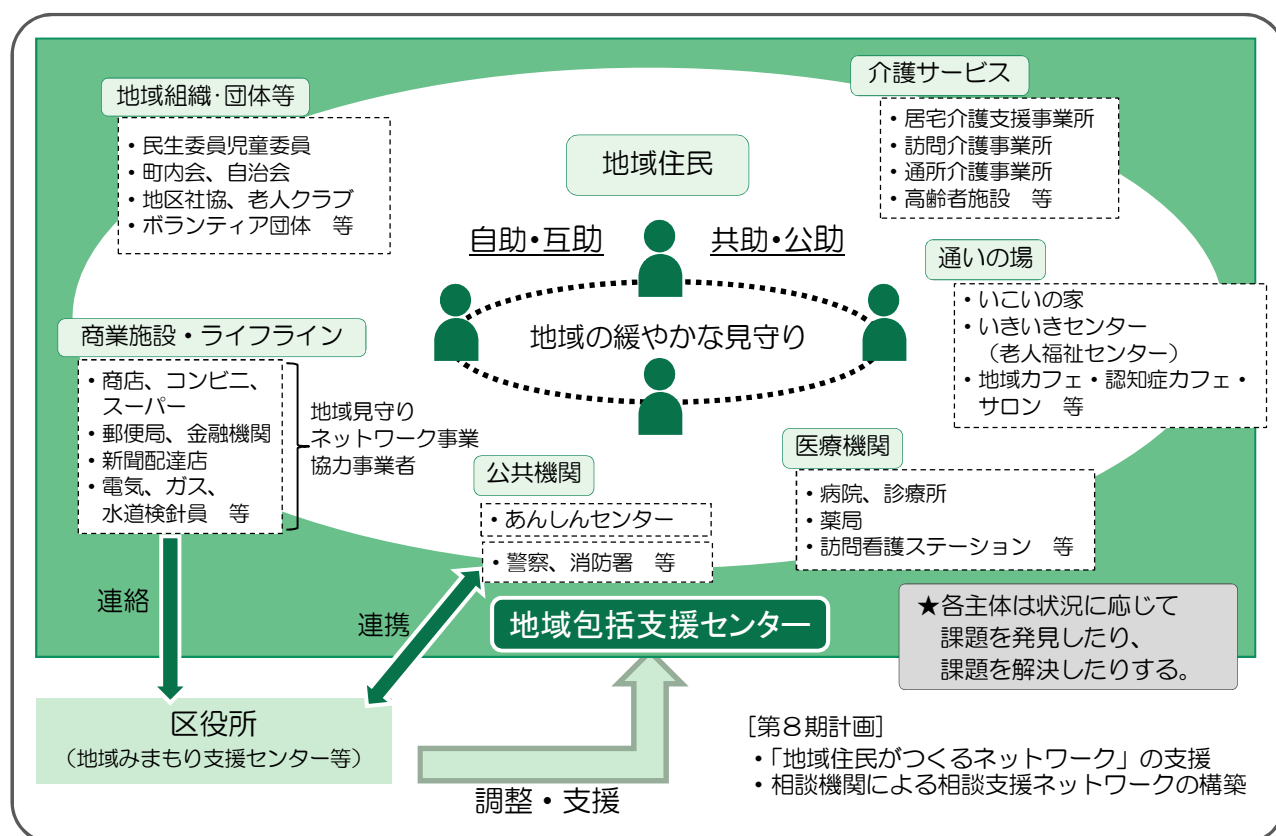 地域組織・団体等
・民生委員児童委員
・町内会、自治会
・地区社協、老人クラブ
・ボランティア団体　等
地域住民
自助・互助
共助・公助
地域の緩やかな見守り
介護サービス
・居宅介護支援事業所
・訪問介護事業所
・通所介護事業所
・高齢者施設　等
通いの場
・いこいの家
・いきいきセンター
（老人福祉センター）
・地域カフェ・認知症カフェ・
サロン　等
商業施設・ライフライン
・商店、コンビニ、
スーパー
・郵便局、金融機関
・新聞配達店
・電気、ガス、
水道検針員　等
地域見守り
ネットワーク事業
協力事業者
公共機関
・あんしんセンター
・警察、消防署　等
医療機関
・病院、診療所
・薬局
・訪問看護ステーション　等
連絡
連携
地域包括支援センター
★各主体は状況に応じて
課題を発見したり、
課題を解決したりする。
区役所
（地域みまもり支援センター等）
調整・支援
[第８期計画]
・「地域住民がつくるネットワーク」の支援
・相談機関による相談支援ネットワークの構築